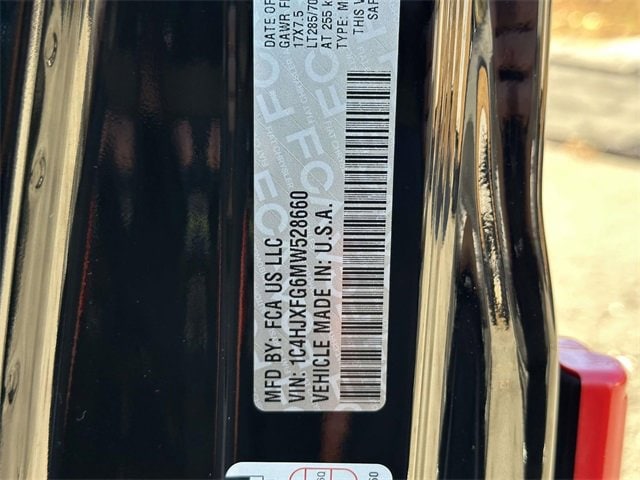 DATE OF
GAWR F
17X7.5
LT285/70
AT 255 k
TYPE: M
THIS V
SAF
MFD BY: FCA US LLC
VIN: 1C4HJXFG6MW528660
VEHICLE MADE IN: U.S.A.